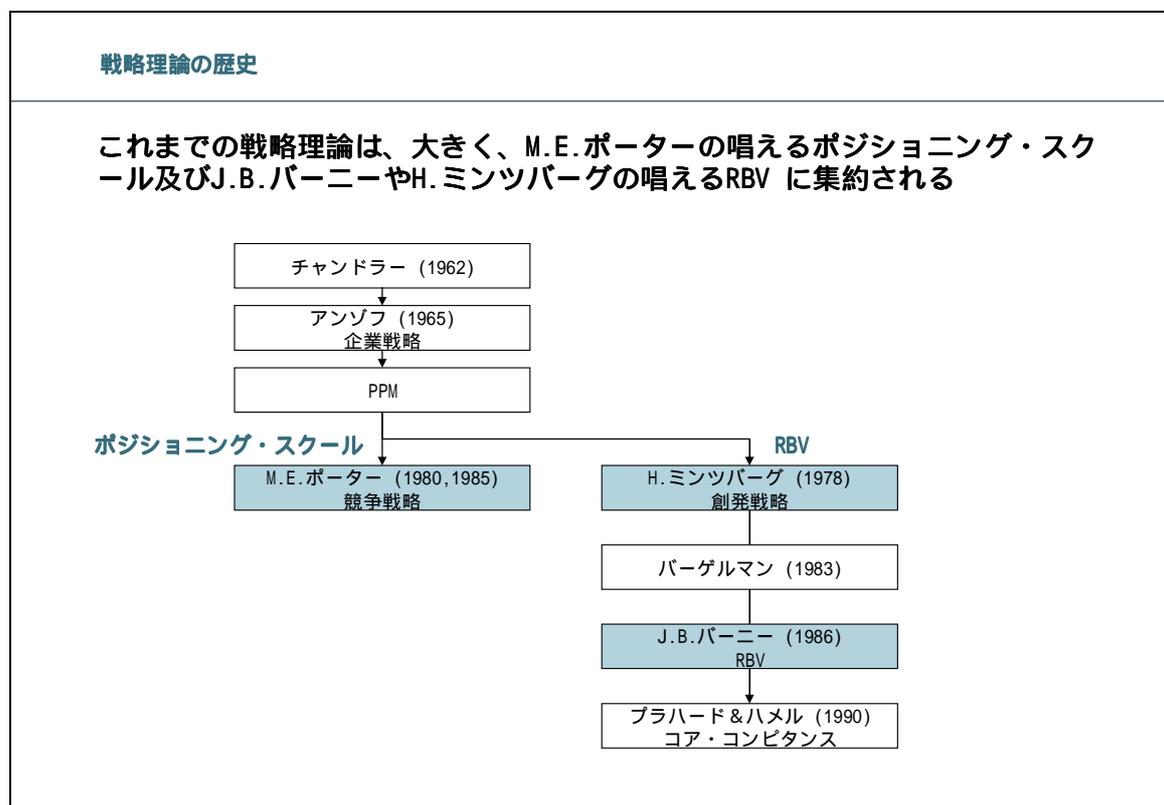 戦略理論の歴史
これまでの戦略理論は、大きく、M.E.ポーターの唱えるポジショニング・スク
ール及びJ.B.バーニーやH.ミンツバーグの唱えるRBV に集約される
チャンドラー (1962)
アンゾフ (1965)
企業戦略
PPM
ポジショニング・スクール
RBV
M.E.ポーター (1980,1985)
競争戦略
H.ミンツバーグ (1978)
創発戦略
バーゲルマン (1983)
J.B.バーニー (1986)
RBV
プラハード＆ハメル (1990)
コア・コンピタンス